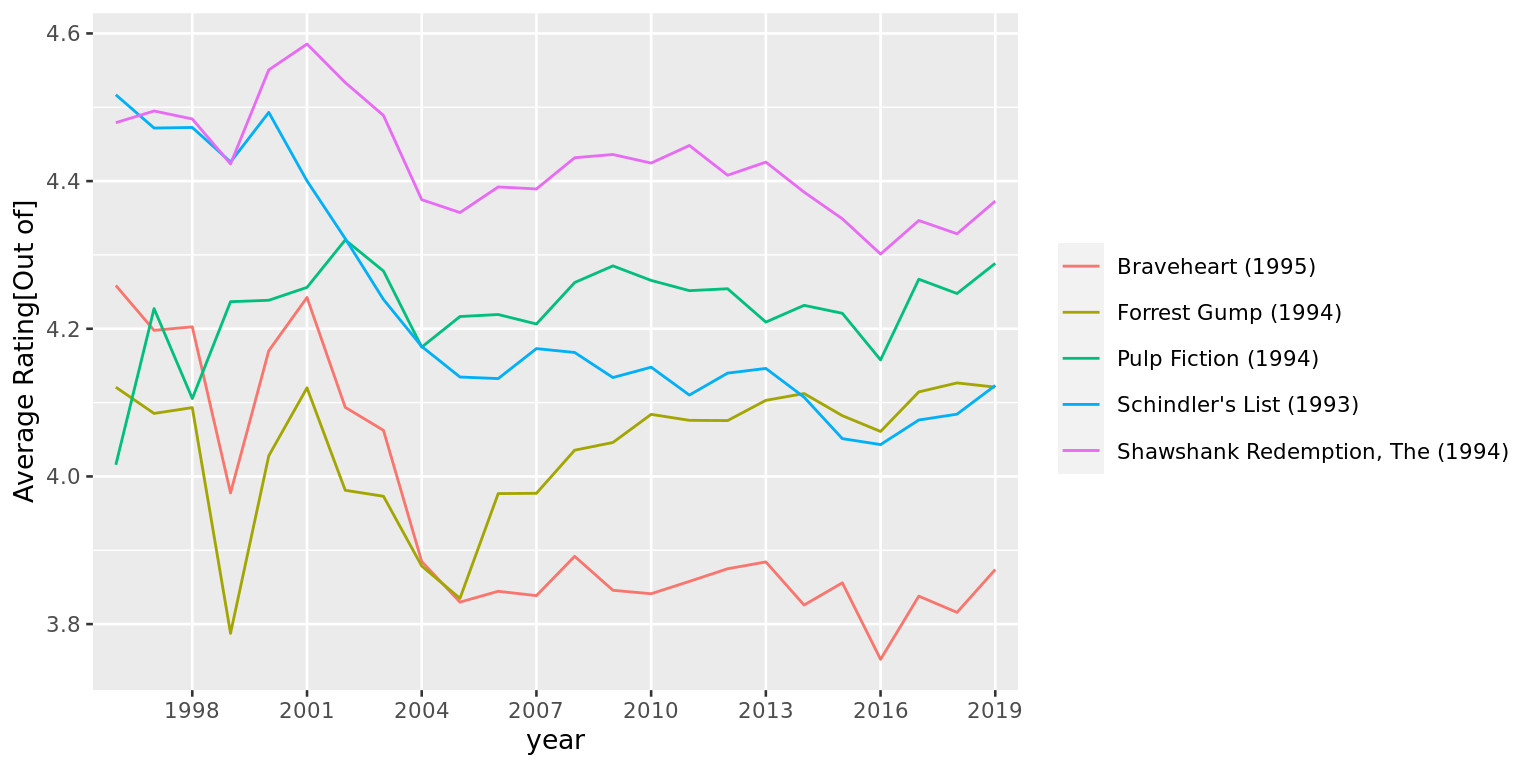 4.6
4.4
4.2
4.0
3.8
Average Rating[Out of]
1998 2001 2004 2007 2010 2013 2016 2019
year
Braveheart (1995)
Forrest Gump (1994)
Pulp Fiction (1994)
Schindler's List (1993)
Shawshank Redemption, The (1994)